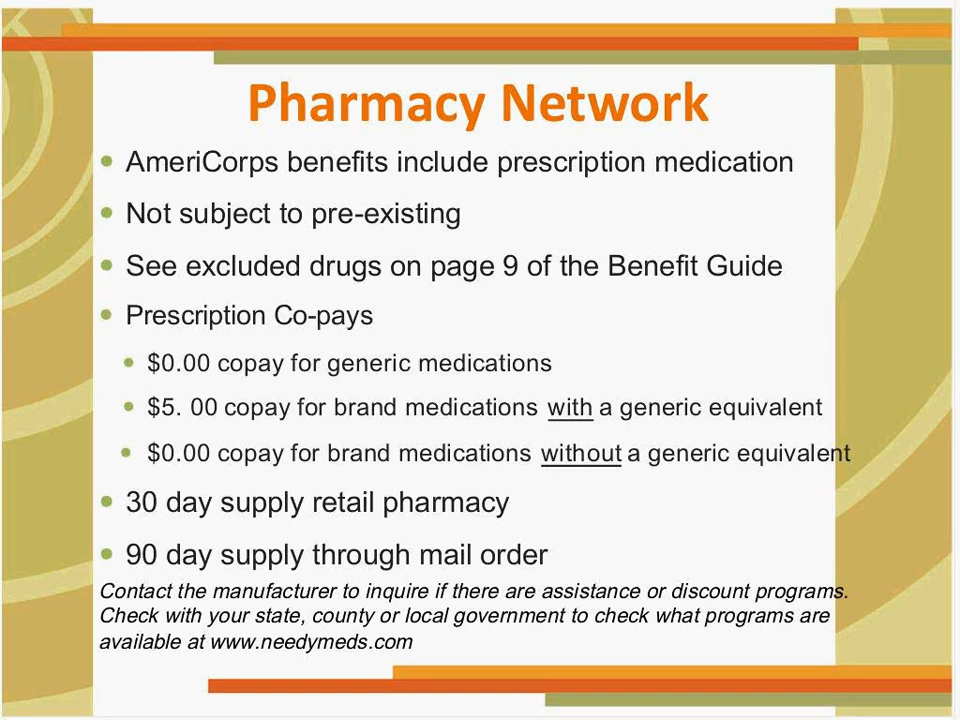 Pharmacy Network
AmeriCorps benefits include prescription medication
Not subject to pre-existing
See excluded drugs on page 9 of the Benefit Guide
Prescription Co-pays
$0.00 copay for generic medications
$5. 00 copay for brand medications with a generic equivalent
$0.00 copay for brand medications without a generic equivalent
30 day supply retail pharmacy
90 day supply through mail order
Contact the manufacturer to inquire if there are assistance or discount programs.
Check with your state, county or local government to check what programs are
available at www.needymeds.com